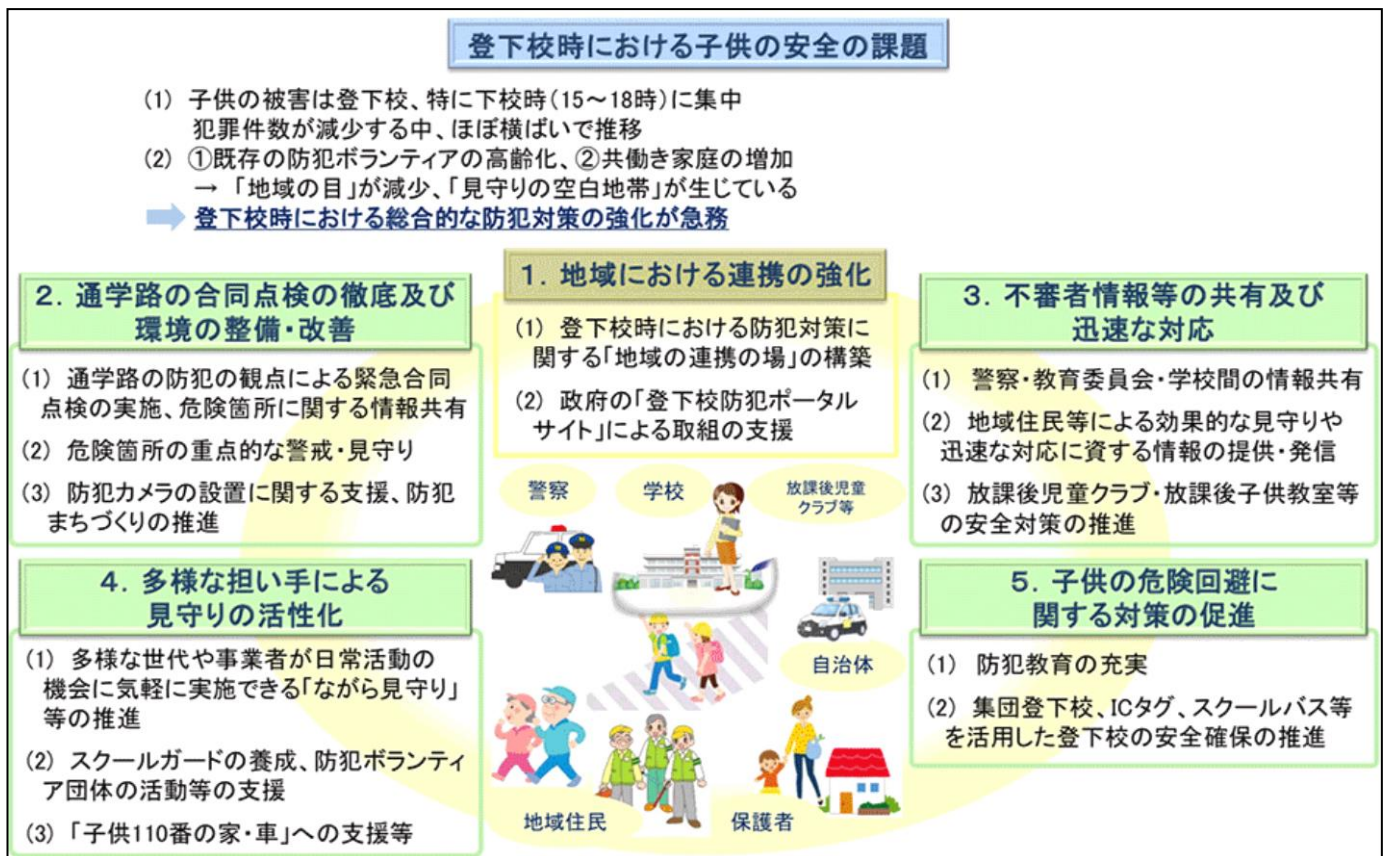 登下校時における子供の安全の課題
(1) 子供の被害は登下校、特に下校時(15～18時)に集中
犯罪件数が減少する中、ほぼ横ばいで推移
(2) ①既存の防犯ボランティアの高齢化、②共働き家庭の増加
→ 「地域の目」が減少、「見守りの空白地帯」が生じている
登下校時における総合的な防犯対策の強化が急務
1. 地域における連携の強化
(1) 登下校時における防犯対策に
関する「地域の連携の場」の構築
(2) 政府の「登下校防犯ポータル
サイト」による取組の支援
2. 通学路の合同点検の徹底及び
環境の整備・改善
(1) 通学路の防犯の観点による緊急合同
点検の実施、危険箇所に関する情報共有
(2) 危険箇所の重点的な警戒・見守り
(3) 防犯カメラの設置に関する支援、防犯
まちづくりの推進
3. 不審者情報等の共有及び
迅速な対応
(1) 警察・教育委員会・学校間の情報共有
(2) 地域住民等による効果的な見守りや
迅速な対応に資する情報の提供・発信
(3) 放課後児童クラブ・放課後子供教室等
の安全対策の推進
4. 多様な担い手による
見守りの活性化
(1) 多様な世代や事業者が日常活動の
機会に気軽に実施できる「ながら見守り」
等の推進
(2) スクールガードの養成、防犯ボランティ
ア団体の活動等の支援
(3) 「子供110番の家・車」への支援等
5. 子供の危険回避に
関する対策の促進
(1) 防犯教育の充実
(2) 集団登下校、ICタグ、スクールバス等
を活用した登下校の安全確保の推進
警察
学校
放課後児童
クラブ等
自治体
地域住民
保護者